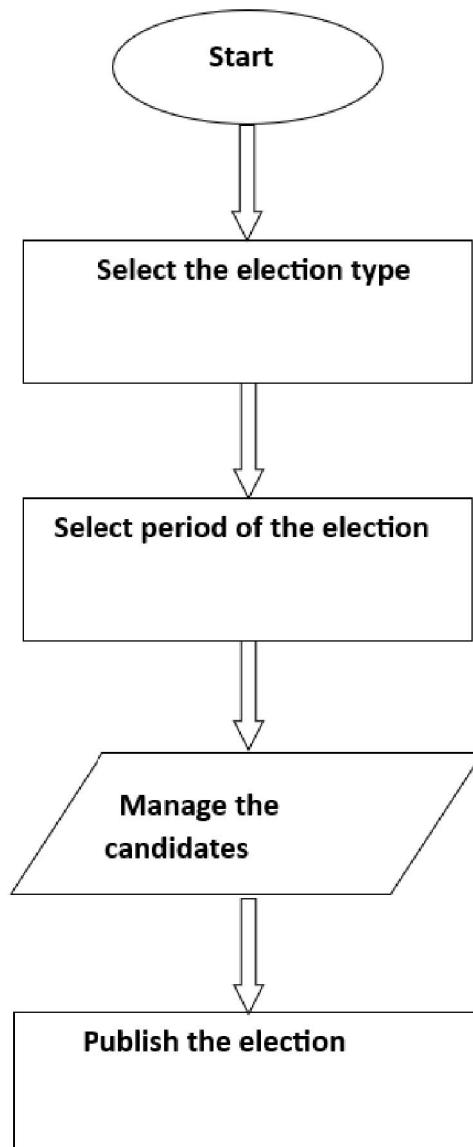 Start
Select the election type
Select period of the election
Manage the
candidates
Publish the election